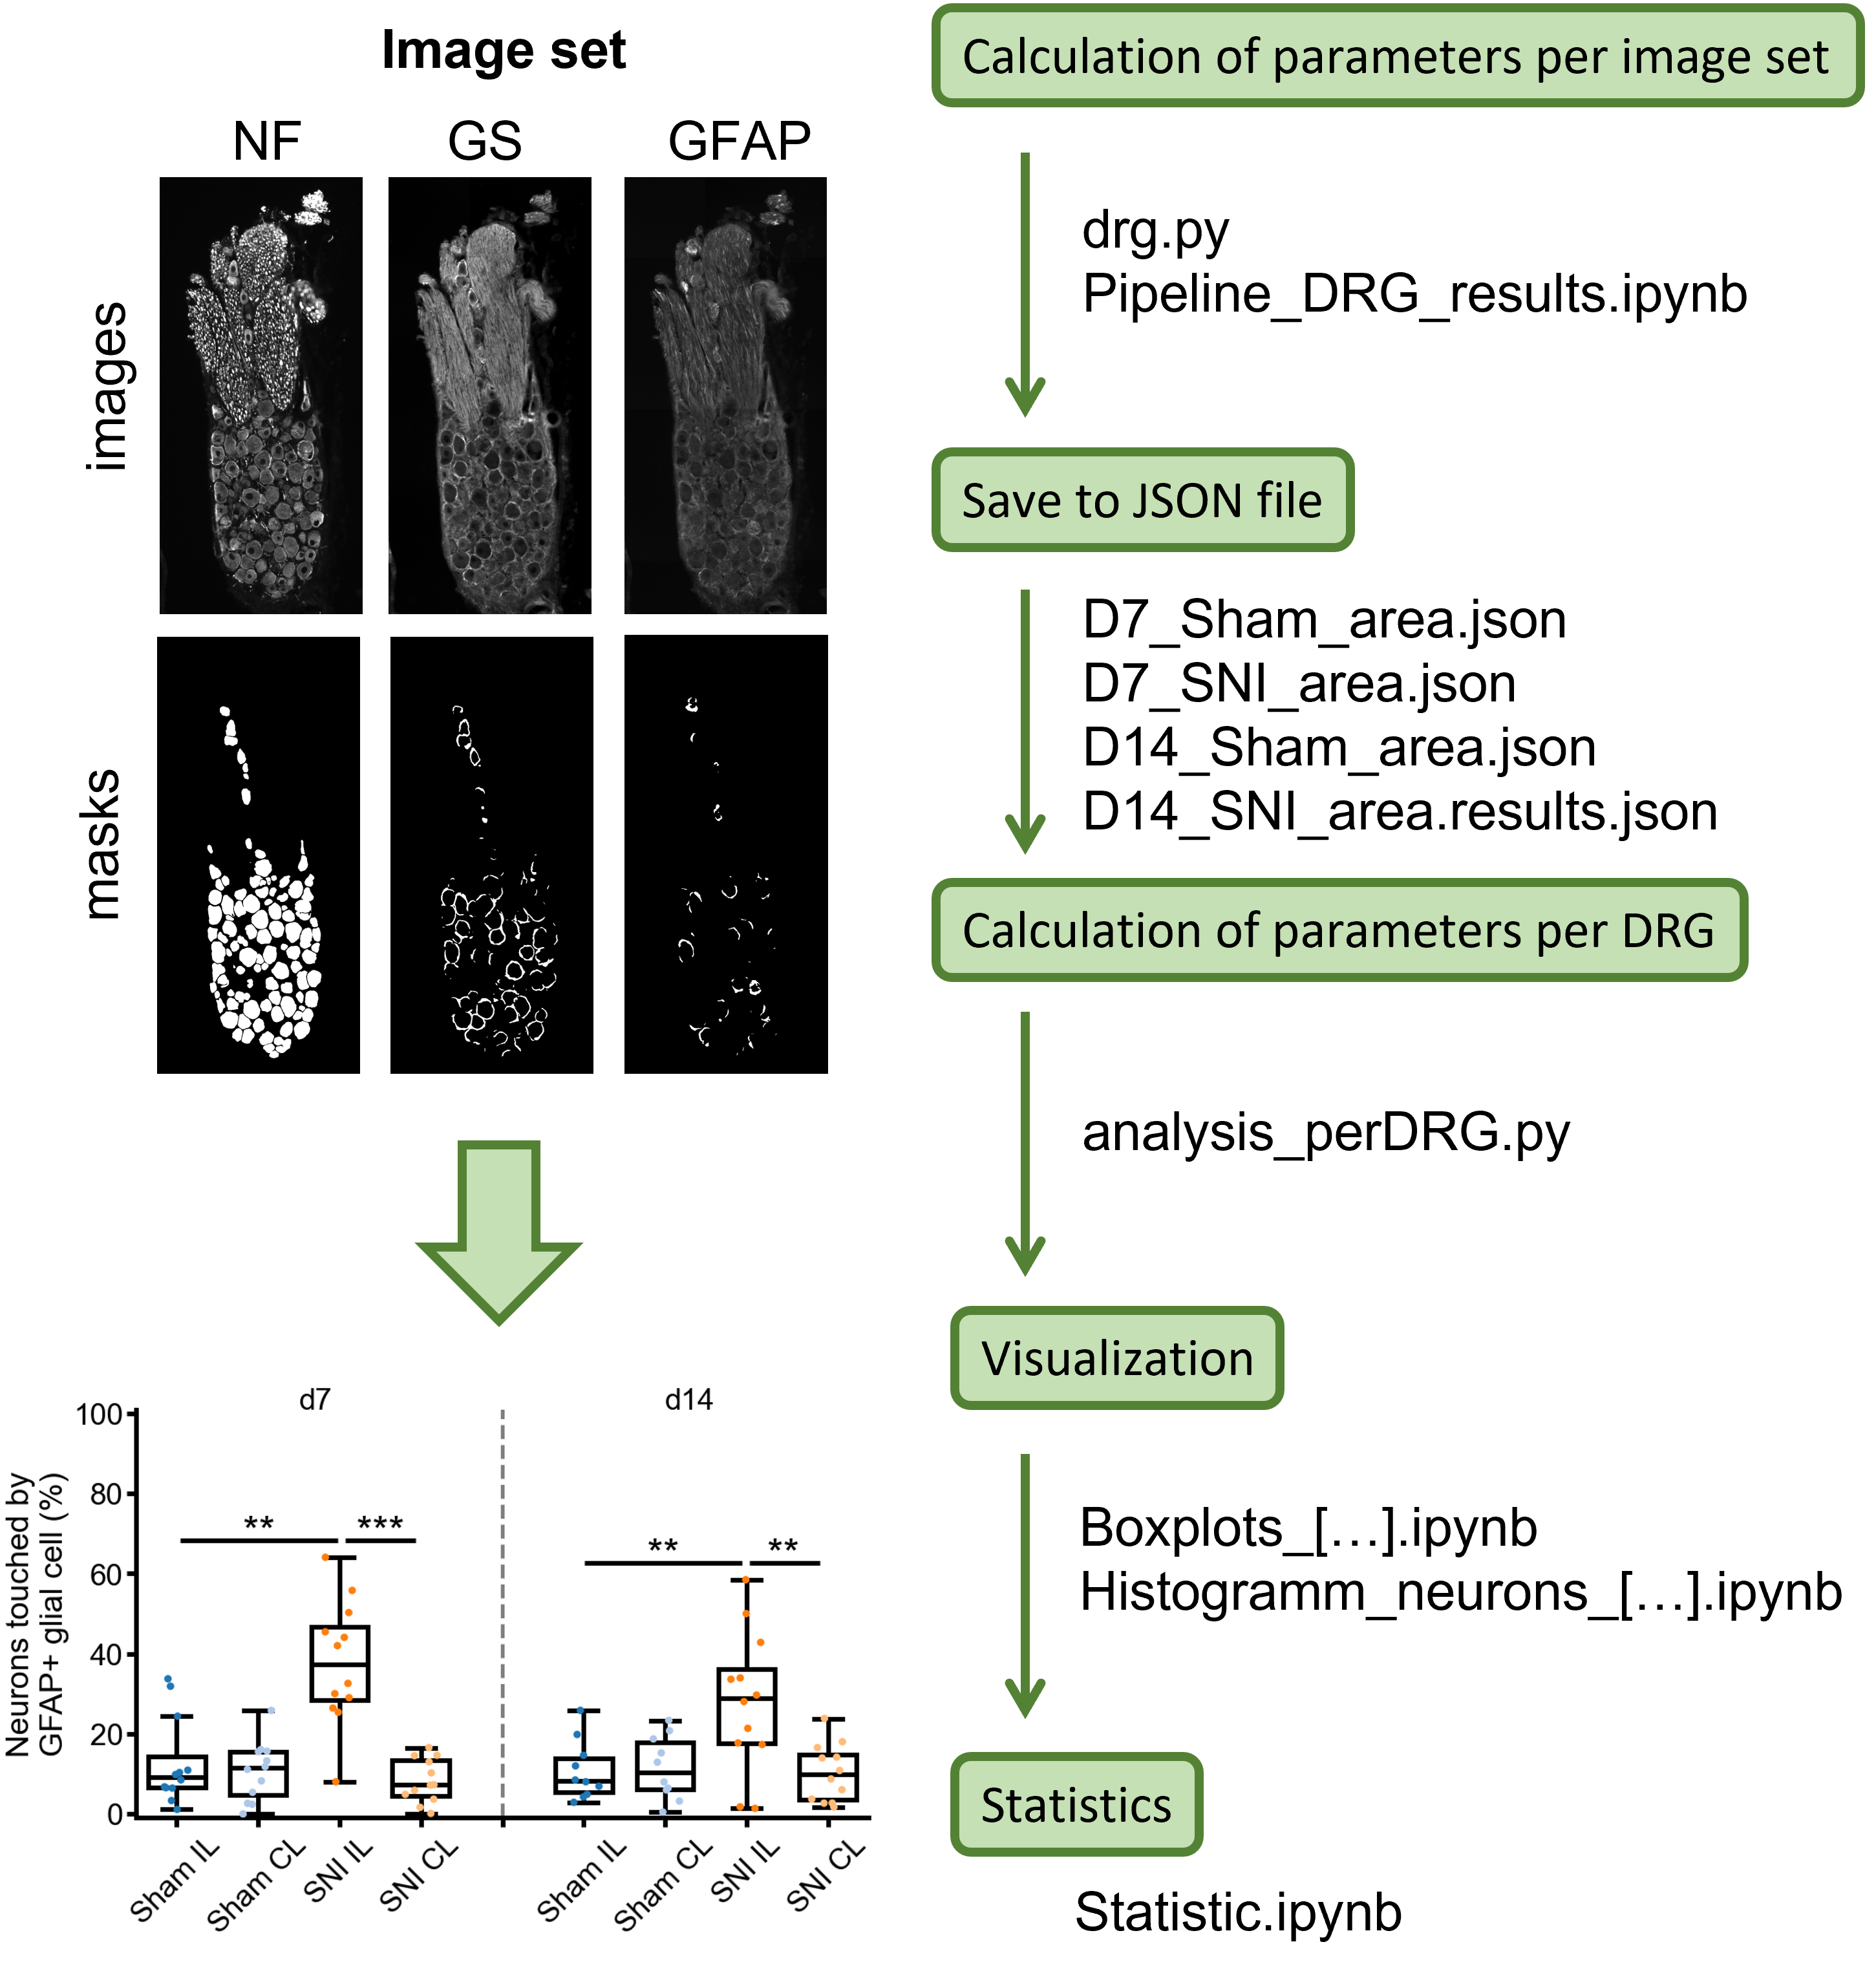 Image set
NF GS GFAP
images
masks
Calculation of parameters per image set
drg.py
Pipeline_DRG_results.ipynb
Save to JSON file
D7_Sham_area.json
D7_SNI_area.json
D14_Sham_area.json
D14_SNI_area.results.json
Calculation of parameters per DRG
analysis_perDRG.py
Visualization
Boxplots_[…].ipynb
Histogramm_neurons_[…].ipynb
Statistics
Statistic.ipynb
d7 d14
Neurons touched by
GFAP+ glial cell (%)
100
80
60
40
20
0
** ***
** **
Sham IL
Sham CL
SNI IL
SNI CL
Sham IL
Sham CL
SNI IL
SNI CL